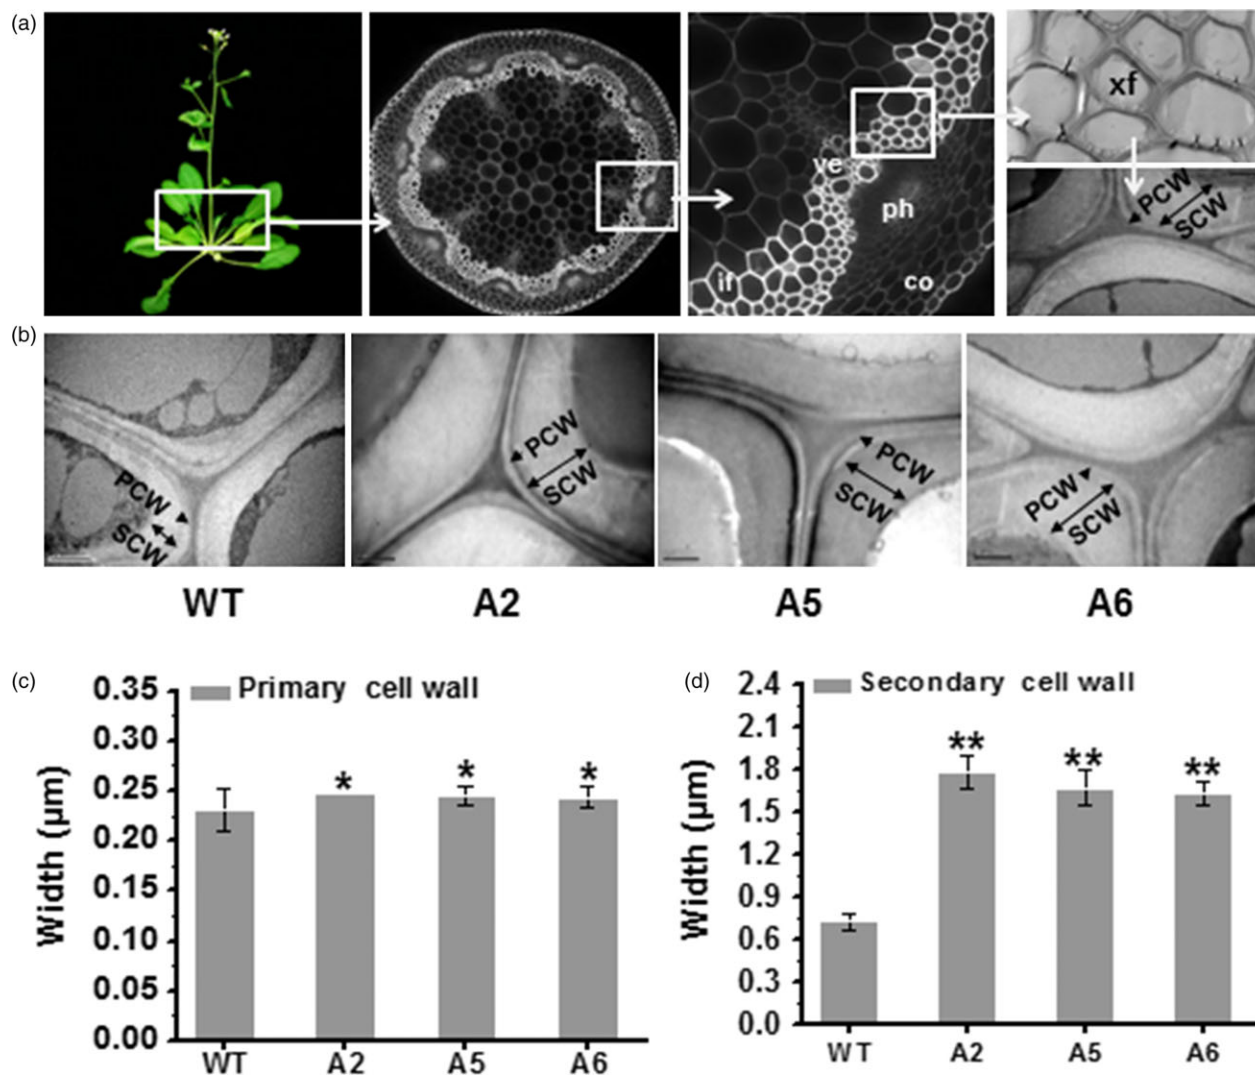 (a)
xf
ve
ph
if
co
PCW
SCW
(b)
PCW
SCW
PCW
SCW
PCW
SCW
PCW
SCW
WT A2 A5 A6
(c)
Primary cell wall
Width (μm)
0.35
0.30
0.25
0.20
0.15
0.10
0.05
0.00
* * *
WT A2 A5 A6
(d)
Secondary cell wall
Width (μm)
2.4
2.1
1.8
1.5
1.2
0.9
0.6
0.3
0.0
** ** **
WT A2 A5 A6